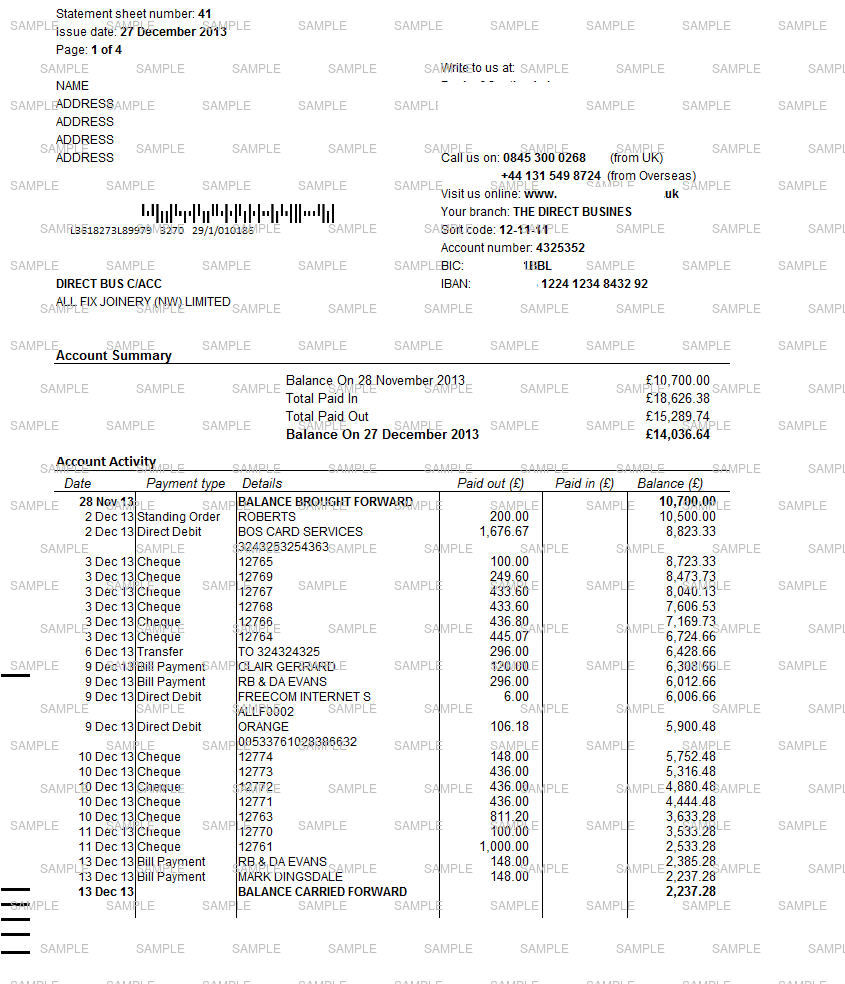 Statement sheet number: 41
Issue date: 27 December 2013
Page: 1 of 4
Write to us at:
NAME
ADDRESS
ADDRESS
ADDRESS
ADDRESS
Call us on: 0845 300 0268 (from UK)
+44 131 549 8724 (from Overseas)
Visit us online: www. .uk
Your branch: THE DIRECT BUSINES
Sort code: 12-11-11
L3618273L89979 3270 29/1/010186
Account number: 4325352
BIC: 1BBL
DIRECT BUS C/ACC
IBAN: 1224 1234 8432 92
ALL FIX JOINERY (NW) LIMITED
Account Summary
Balance On 28 November 2013 £10,700.00
Total Paid In £18,626.38
Total Paid Out £15,289.74
Balance On 27 December 2013 £14,036.64
Account Activity
Date Payment type Details Paid out (£) Paid in (£) Balance (£)
28 Nov 13 BALANCE BROUGHT FORWARD 10,700.00
2 Dec 13 Standing Order ROBERTS 200.00 10,500.00
2 Dec 13 Direct Debit BOS CARD SERVICES 1,676.67 8,823.33
3243253254363
3 Dec 13 Cheque 12765 100.00 8,723.33
3 Dec 13 Cheque 12769 249.60 8,473.73
3 Dec 13 Cheque 12767 433.60 8,040.13
3 Dec 13 Cheque 12768 433.60 7,606.53
3 Dec 13 Cheque 12766 436.80 7,169.73
3 Dec 13 Cheque 12764 445.07 6,724.66
6 Dec 13 Transfer TO 324324325 296.00 6,428.66
9 Dec 13 Bill Payment CLAIR GERRARD 120.00 6,308.66
9 Dec 13 Bill Payment RB & DA EVANS 296.00 6,012.66
9 Dec 13 Direct Debit FREECOM INTERNET S 6.00 6,006.66
ALLF0002
9 Dec 13 Direct Debit ORANGE 106.18 5,900.48
0053376102838 6632
10 Dec 13 Cheque 12774 148.00 5,752.48
10 Dec 13 Cheque 12773 436.00 5,316.48
10 Dec 13 Cheque 12772 436.00 4,880.48
10 Dec 13 Cheque 12771 436.00 4,444.48
10 Dec 13 Cheque 12763 811.20 3,633.28
11 Dec 13 Cheque 12770 100.00 3,533.28
11 Dec 13 Cheque 12761 1,000.00 2,533.28
13 Dec 13 Bill Payment RB & DA EVANS 148.00 2,385.28
13 Dec 13 Bill Payment MARK DINGSDALE 148.00 2,237.28
13 Dec 13 BALANCE CARRIED FORWARD 2,237.28
SAMPLE